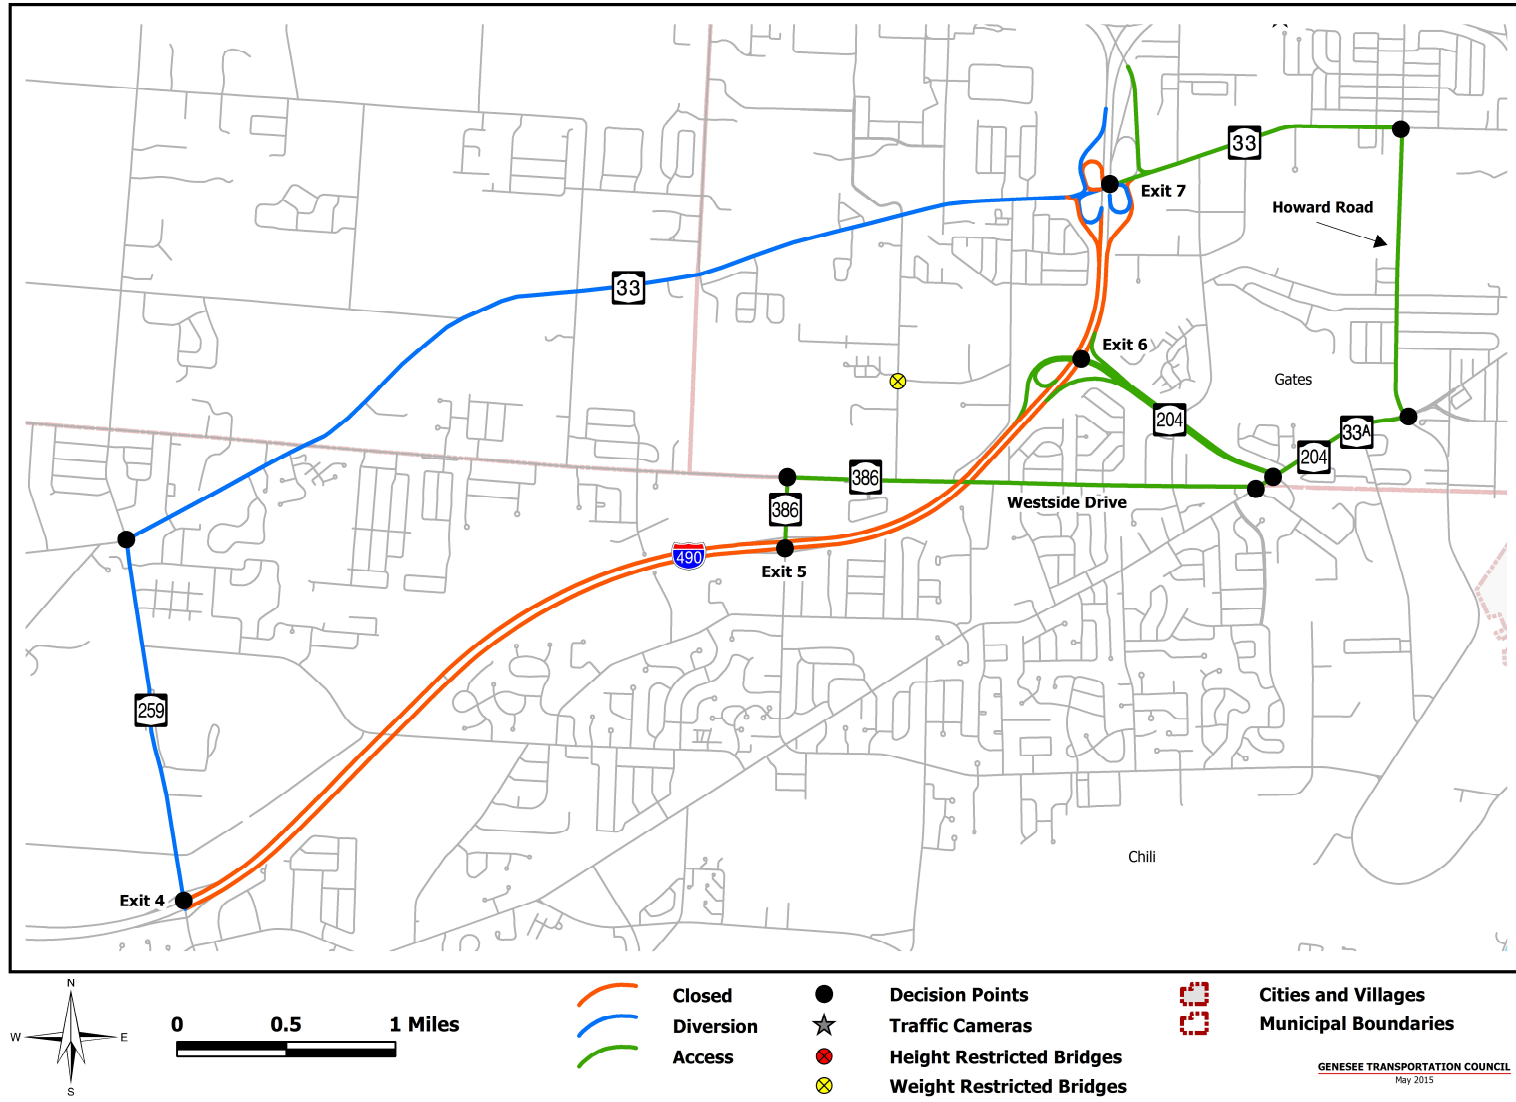 33
Exit 7
Howard Road
33
Exit 6
Gates
204
33A
204
386
386
Westside Drive
490
Exit 5
259
Chili
Exit 4
N
W
E
S
0
0.5
1 Miles
Closed
Diversion
Access
Decision Points
Traffic Cameras
Height Restricted Bridges
Weight Restricted Bridges
Cities and Villages
Municipal Boundaries
GENESEE TRANSPORTATION COUNCIL
May 2015